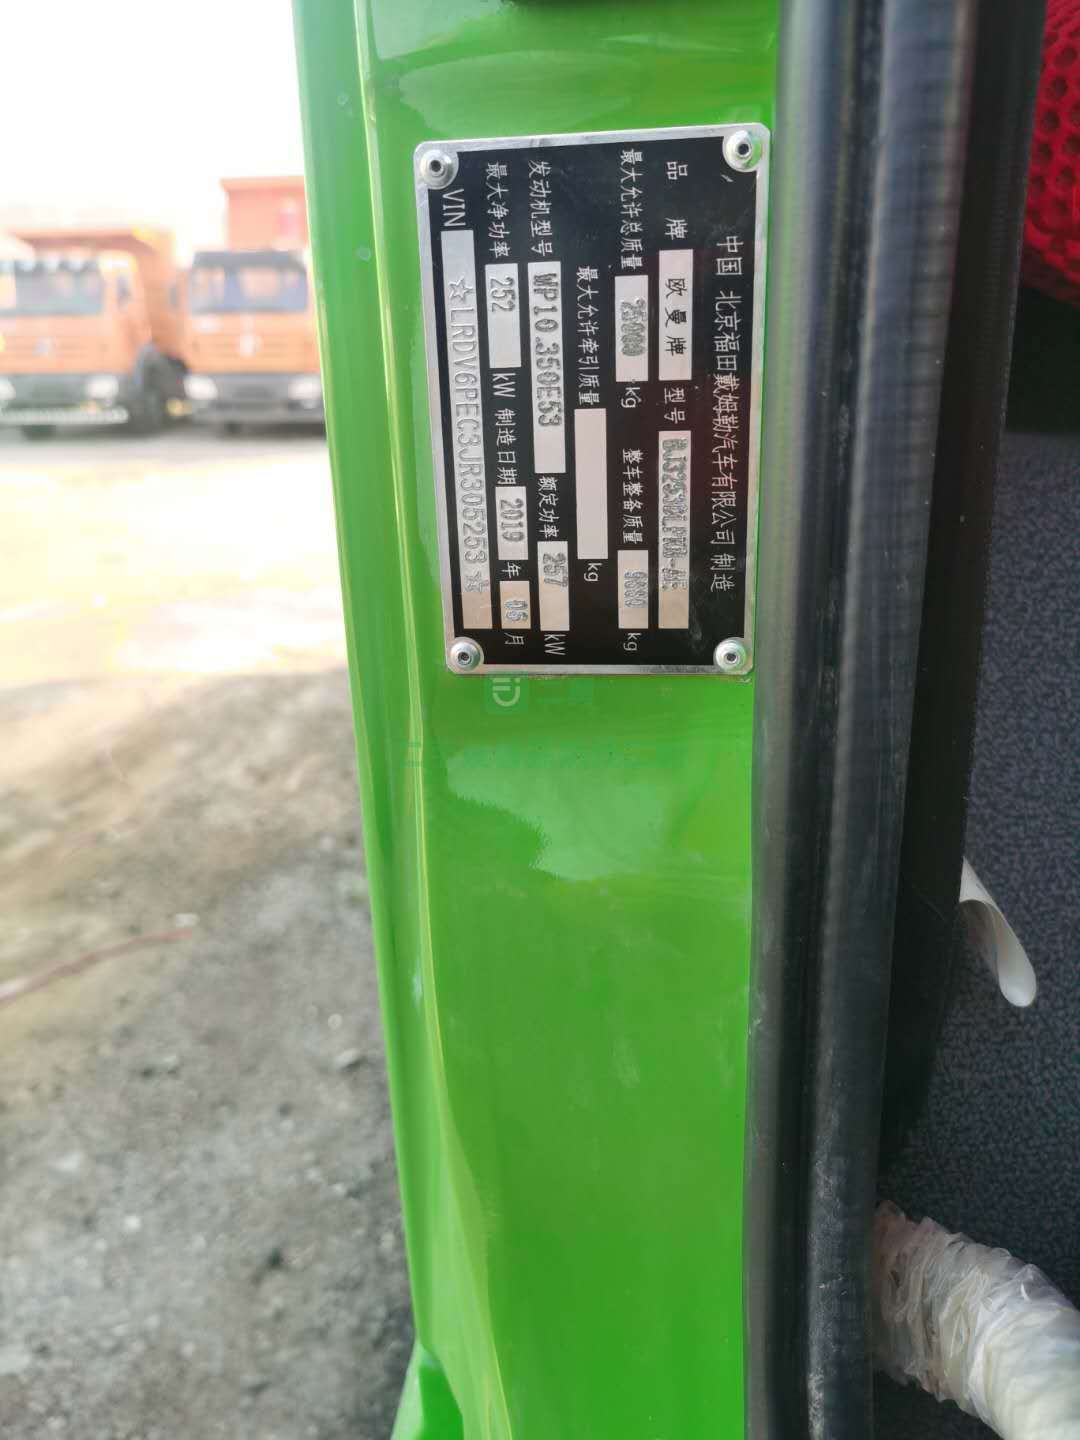 中国 北京福田戴姆勒汽车有限公司 制造
品 牌 欧曼牌 型号
最大允许总质量 25000 kg 整车整备质量 kg
最大允许牵引质量 kg
发动机型号 WP10.350E53 额定功率 257 kW
最大净功率 252 kW 制造日期 2019 年 06 月
VIN ☆LRDV6PEC3JR305253☆